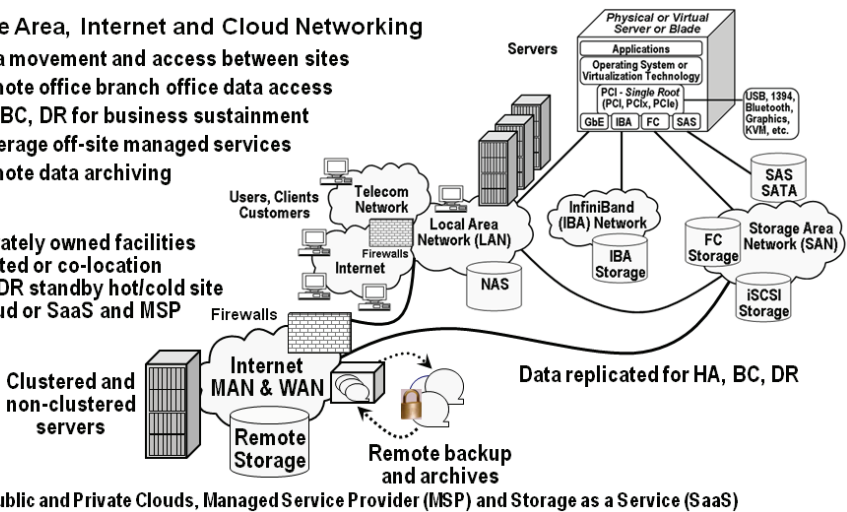 e Area, Internet and Cloud Networking
a movement and access between sites
note office branch office data access
BC, DR for business sustainment
erage off-site managed services
note data archiving
ately owned facilities
ted or co-location
DR standby hot/cold site
ud or SaaS and MSP
Servers
Physical or Virtual
Server or Blade
Applications
Operating System or
Virtualization Technology
PCI - Single Root
(PCI, PCIx, PCIe)
GbE
IBA
FC
SAS
USB, 1394,
Bluetooth,
Graphics,
KVM, etc.
SAS
SATA
Users, Clients
Customers
Telecom
Network
Firewalls
Internet
Local Area
Network (LAN)
NAS
InfiniBand
(IBA) Network
IBA
Storage
FC
Storage
Storage Area
Network (SAN)
iSCSI
Storage
Firewalls
Internet
MAN & WAN
Clustered and
non-clustered
servers
Remote
Storage
Remote backup
and archives
Data replicated for HA, BC, DR
ublic and Private Clouds, Managed Service Provider (MSP) and Storage as a Service (SaaS)